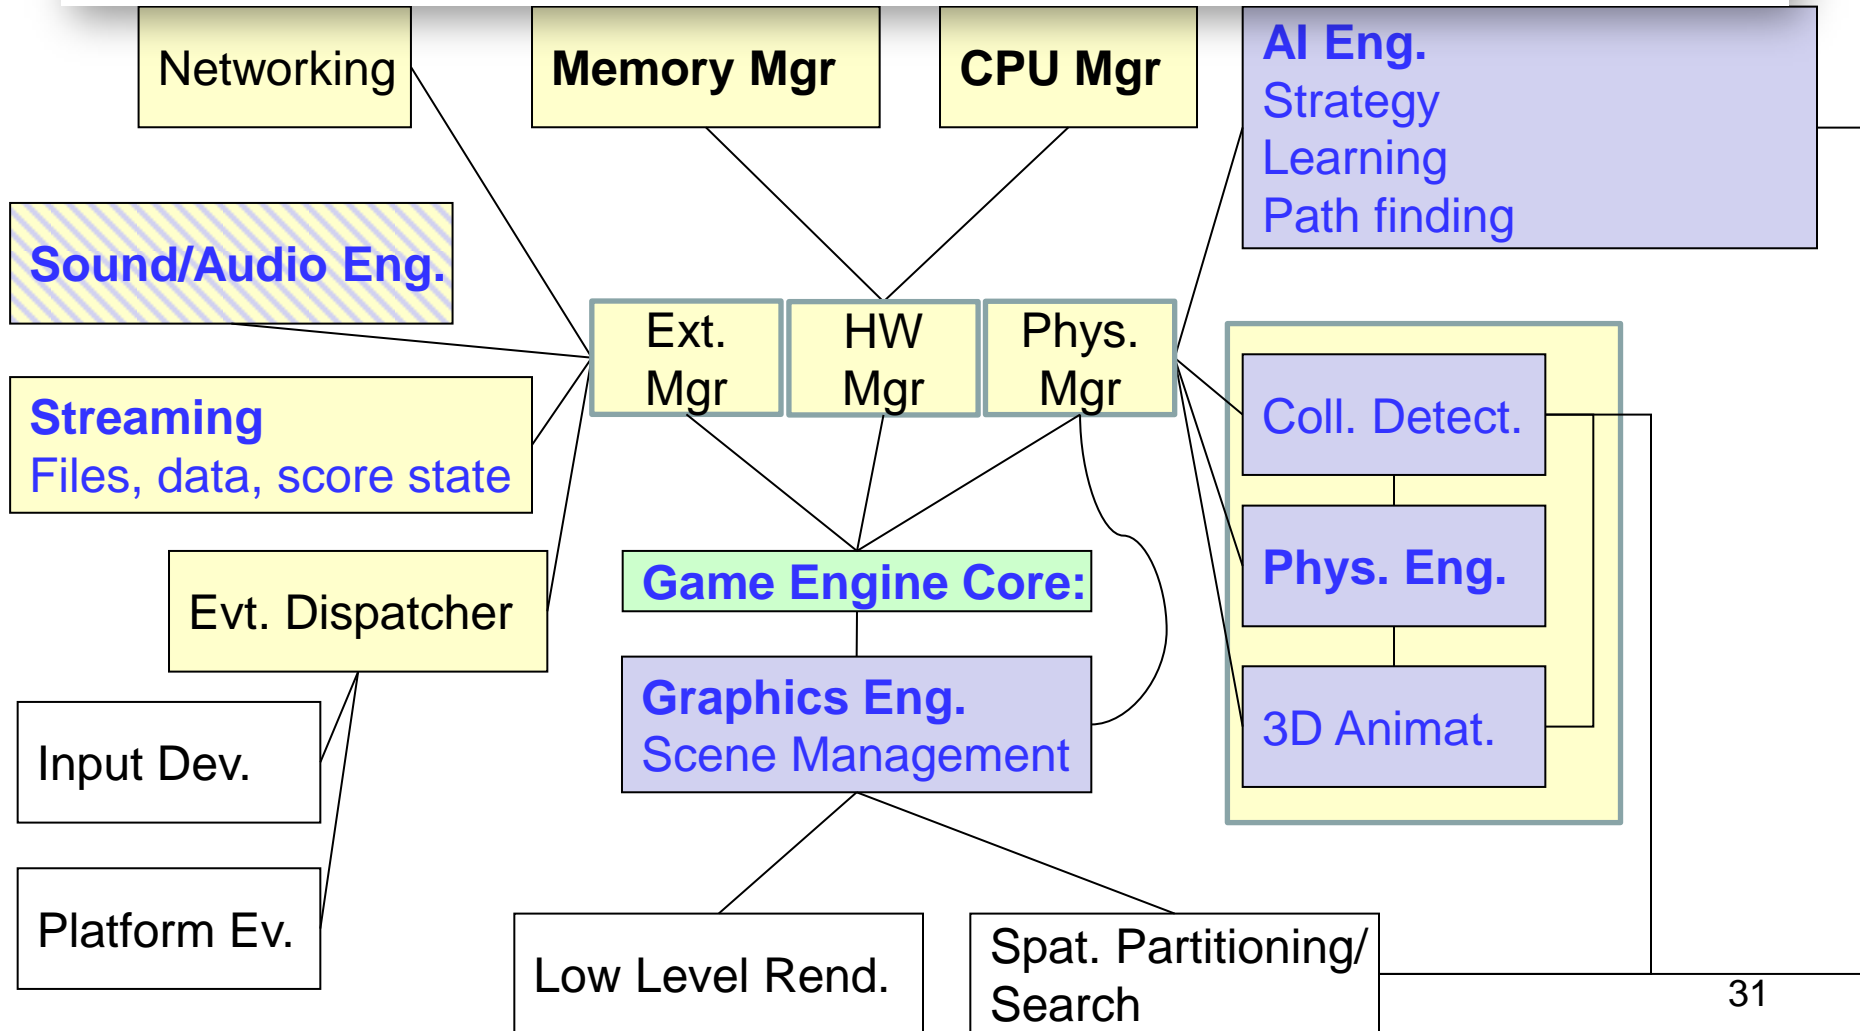 Networking
Memory Mgr
CPU Mgr
AI Eng.
Strategy
Learning
Path finding
Sound/Audio Eng.
Ext.
Mgr
HW
Mgr
Phys.
Mgr
Streaming
Files, data, score state
Coll. Detect.
Phys. Eng.
3D Animat.
Evt. Dispatcher
Game Engine Core:
Graphics Eng.
Scene Management
Input Dev.
Platform Ev.
Low Level Rend.
Spat. Partitioning/
Search
31